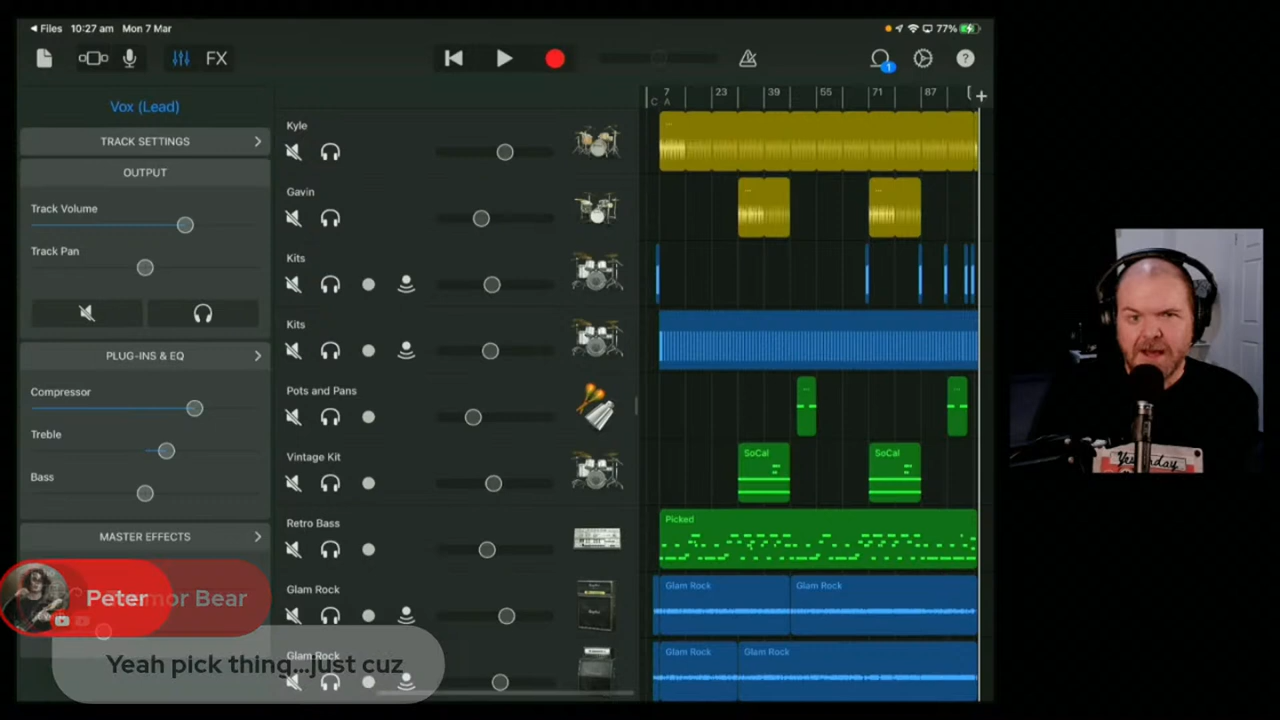 Files 10:27 am Mon 7 Mar
77%
FX
1
?
Vox (Lead)
TRACK SETTINGS
OUTPUT
Track Volume
Track Pan
PLUG-INS & EQ
Compressor
Treble
Bass
MASTER EFFECTS
Kyle
Gavin
Kits
Kits
Pots and Pans
Vintage Kit
Retro Bass
Glam Rock
Glam Rock
7 23 39 55 71 87
C A
+
SoCal SoCal
Picked
Glam Rock Glam Rock
Glam Rock Glam Rock
Yesterday
Peter mor Bear
Yeah pick thing...just cuz